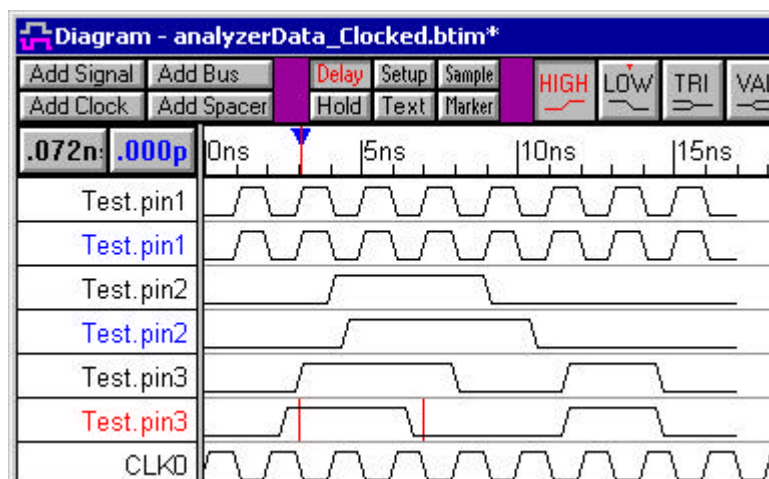 Diagram - analyzerData_Clocked.btim*
Add Signal Add Bus Delay Setup Sample HIGH LOW TRI VAL
Add Clock Add Spacer Hold Text Marker
.072n .000p 0ns 5ns 10ns 15ns
Test.pin1
Test.pin1
Test.pin2
Test.pin2
Test.pin3
Test.pin3
CLK0